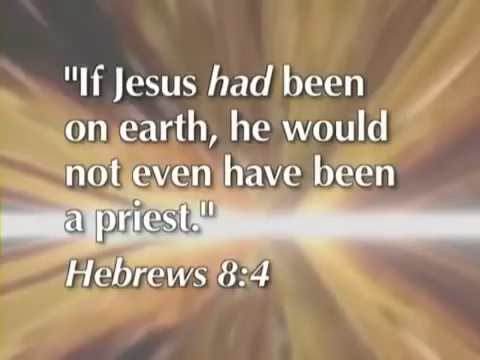 "If Jesus had been
on earth, he would
not even have been
a priest."
Hebrews 8:4